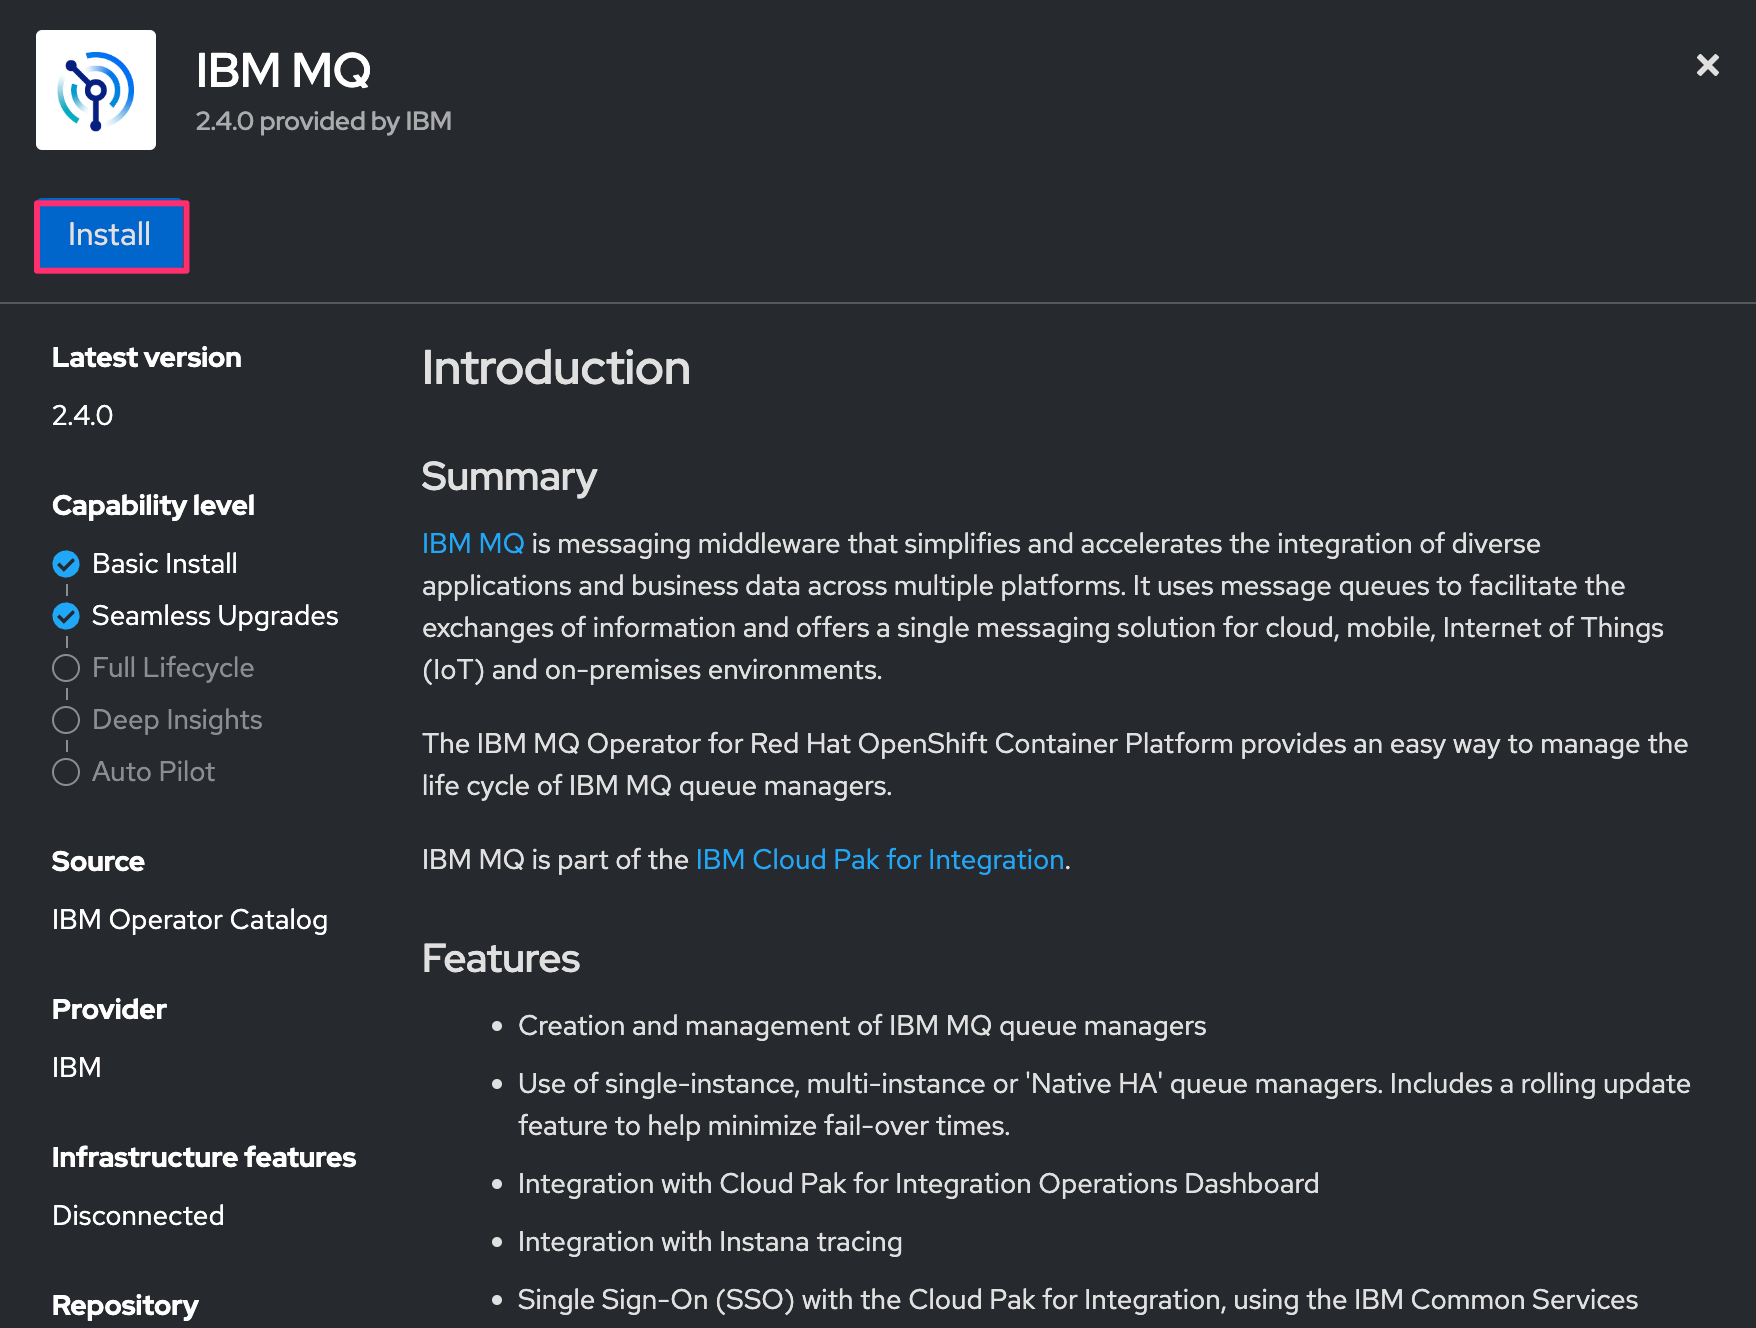 IBM MQ
2.4.0 provided by IBM
Install
Latest version
2.4.0
Capability level
Basic Install
Seamless Upgrades
Full Lifecycle
Deep Insights
Auto Pilot
Source
IBM Operator Catalog
Provider
IBM
Infrastructure features
Disconnected
Repository
Introduction
Summary
IBM MQ is messaging middleware that simplifies and accelerates the integration of diverse
applications and business data across multiple platforms. It uses message queues to facilitate the
exchanges of information and offers a single messaging solution for cloud, mobile, Internet of Things
(IoT) and on-premises environments.
The IBM MQ Operator for Red Hat OpenShift Container Platform provides an easy way to manage the
life cycle of IBM MQ queue managers.
IBM MQ is part of the IBM Cloud Pak for Integration.
Features
• Creation and management of IBM MQ queue managers
• Use of single-instance, multi-instance or 'Native HA' queue managers. Includes a rolling update
feature to help minimize fail-over times.
• Integration with Cloud Pak for Integration Operations Dashboard
• Integration with Instana tracing
• Single Sign-On (SSO) with the Cloud Pak for Integration, using the IBM Common Services